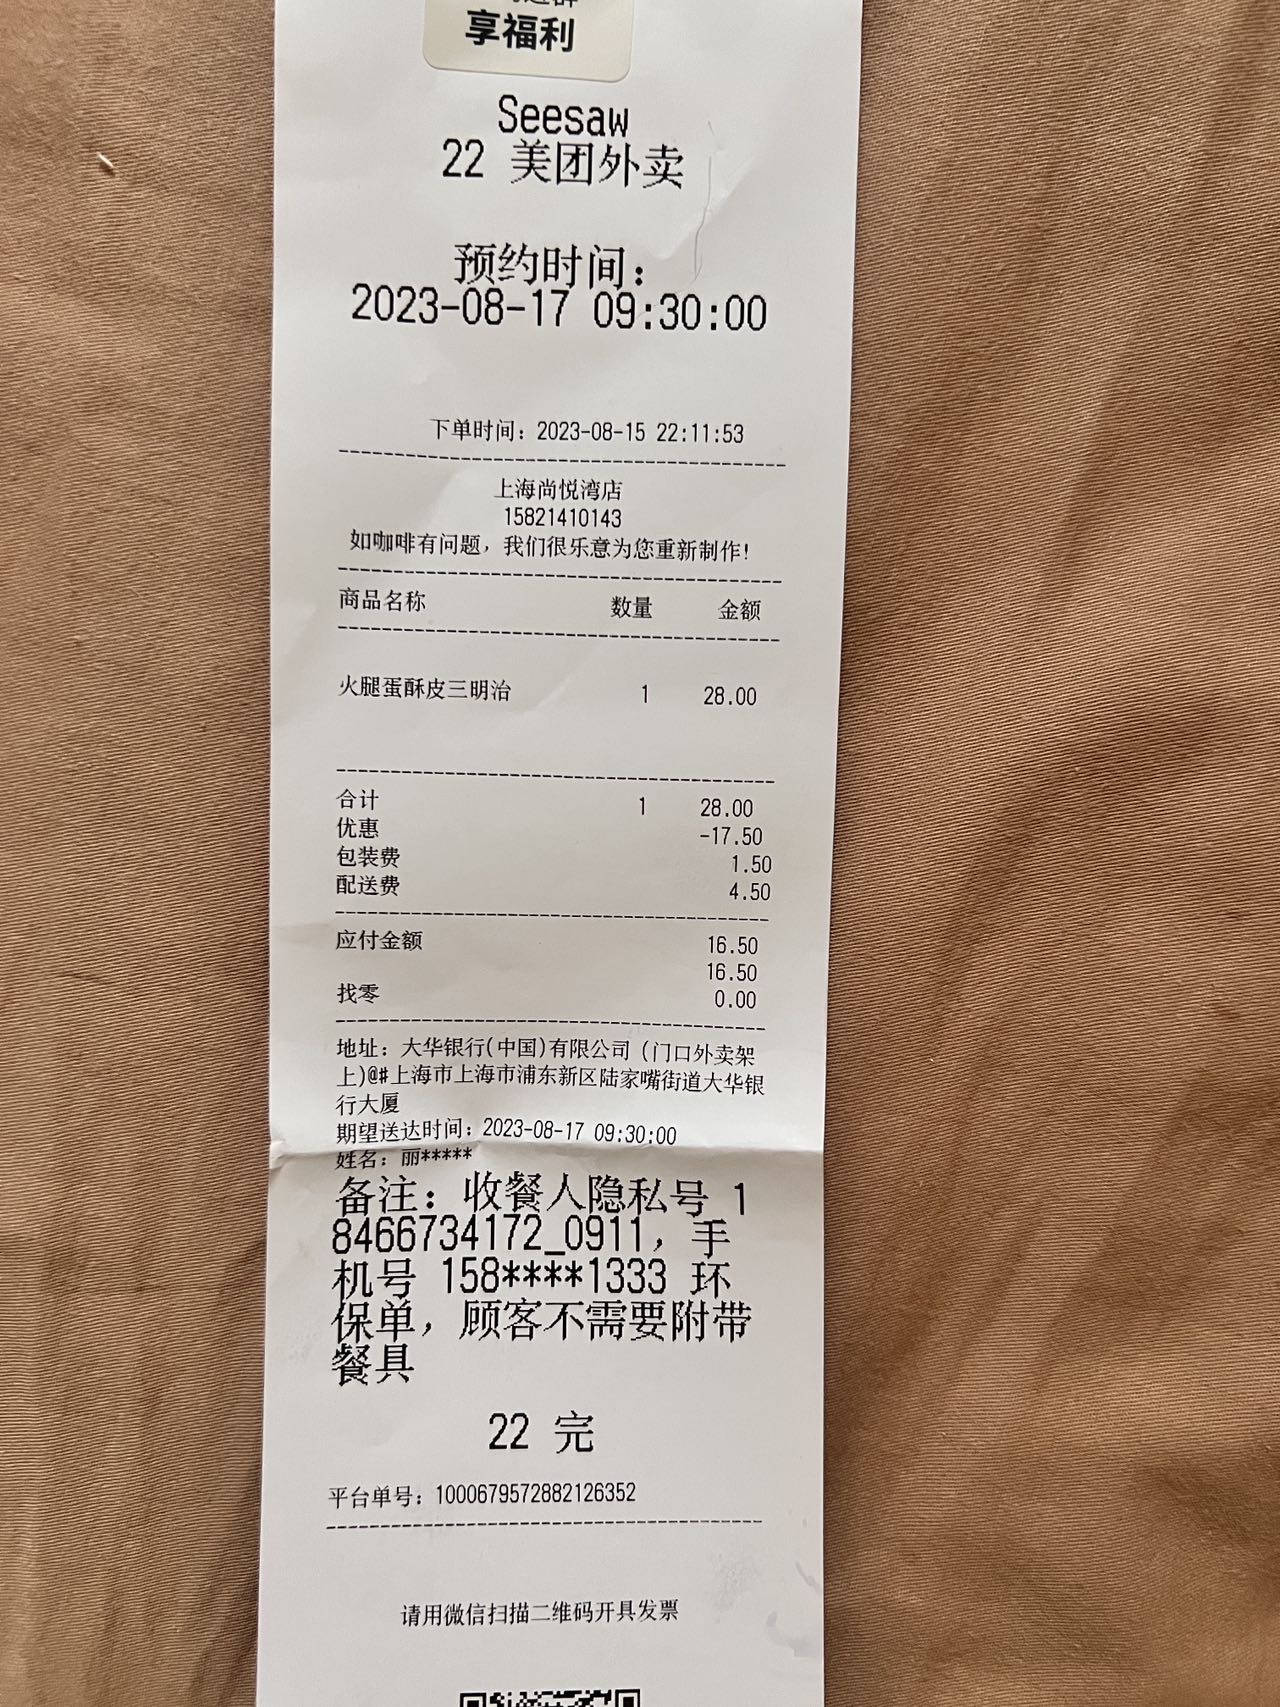 享福利
Seesaw
22 美团外卖
预约时间：
2023-08-17 09:30:00
下单时间：2023-08-15 22:11:53
上海尚悦湾店
15821410143
如咖啡有问题，我们很乐意为您重新制作！
商品名称 数量 金额
火腿蛋酥皮三明治 1 28.00
合计 1 28.00
优惠 -17.50
包装费 1.50
配送费 4.50
应付金额 16.50
16.50
找零 0.00
地址：大华银行(中国)有限公司 (门口外卖架
上)@#上海市上海市浦东新区陆家嘴街道大华银
行大厦
期望送达时间：2023-08-17 09:30:00
姓名：丽*****
备注：收餐人隐私号 1
8466734172_0911，手
机号 158****1333 环
保单，顾客不需要附带
餐具
22 完
平台单号：1000679572882126352
请用微信扫描二维码开具发票